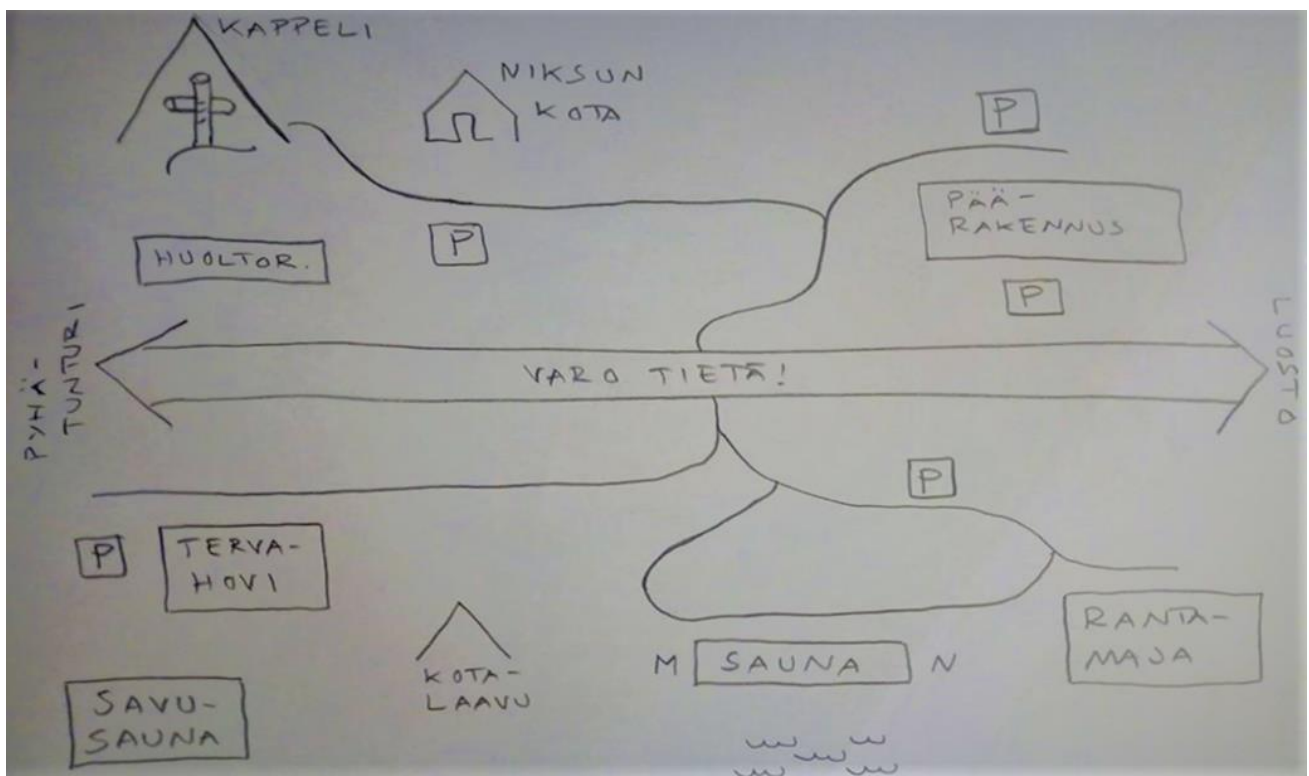 KAPPELI
NIKSUN
KOTA
P
PÄÄ-
RAKENNUS
P
HUOLTOR.
P
PYHÄ-
TUNTURI
VARO TIETÄ!
LUOSTO
P
P
TERVA-
HOVI
KOTA-
LAAVU
M SAUNA N
RANTA-
MAJA
SAVU-
SAUNA